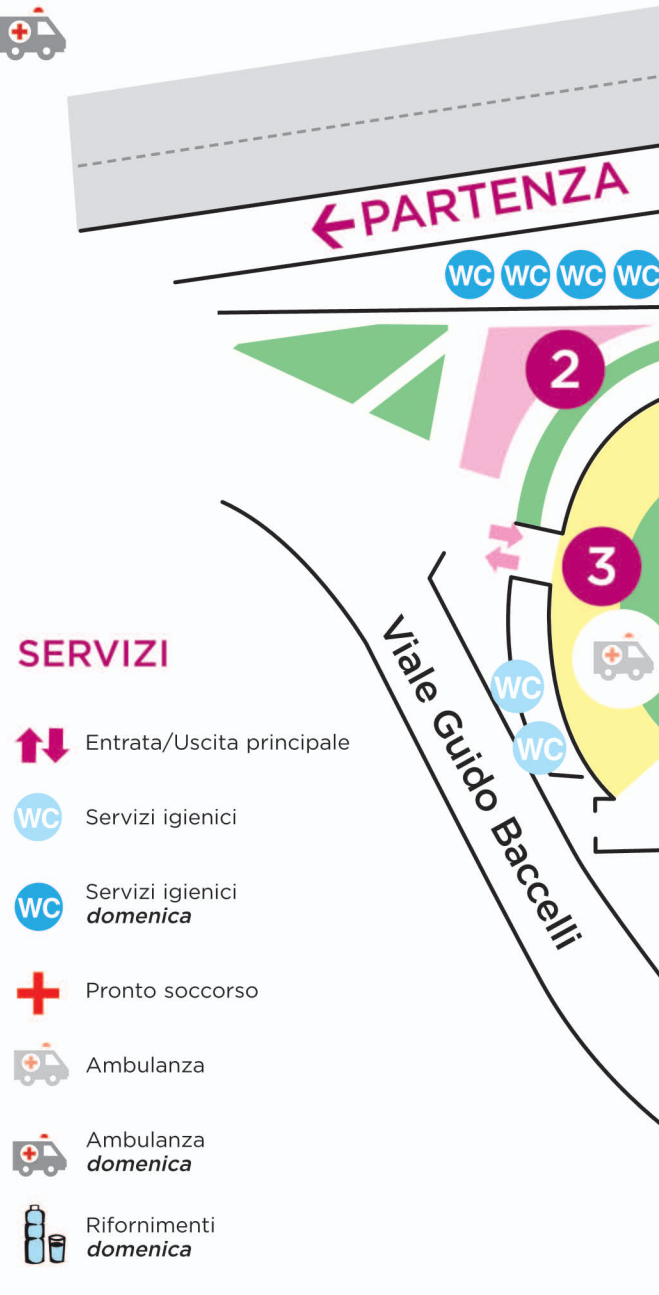 ←PARTENZA
WC WC WC WC
2
3
WC
WC
Viale Guido Baccelli
SERVIZI
Entrata/Uscita principale
WC Servizi igienici
WC Servizi igienici
domenica
Pronto soccorso
Ambulanza
Ambulanza
domenica
Rifornimenti
domenica